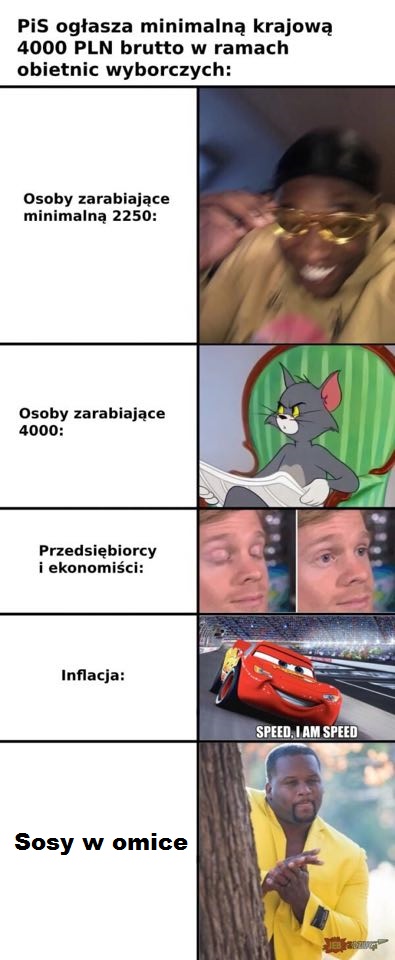 PiS ogłasza minimalną krajową
4000 PLN brutto w ramach
obietnic wyborczych:
Osoby zarabiające
minimalną 2250:
Osoby zarabiające
4000:
Przedsiębiorcy
i ekonomiści:
Inflacja:
SPEED, I AM SPEED
Sosy w omice